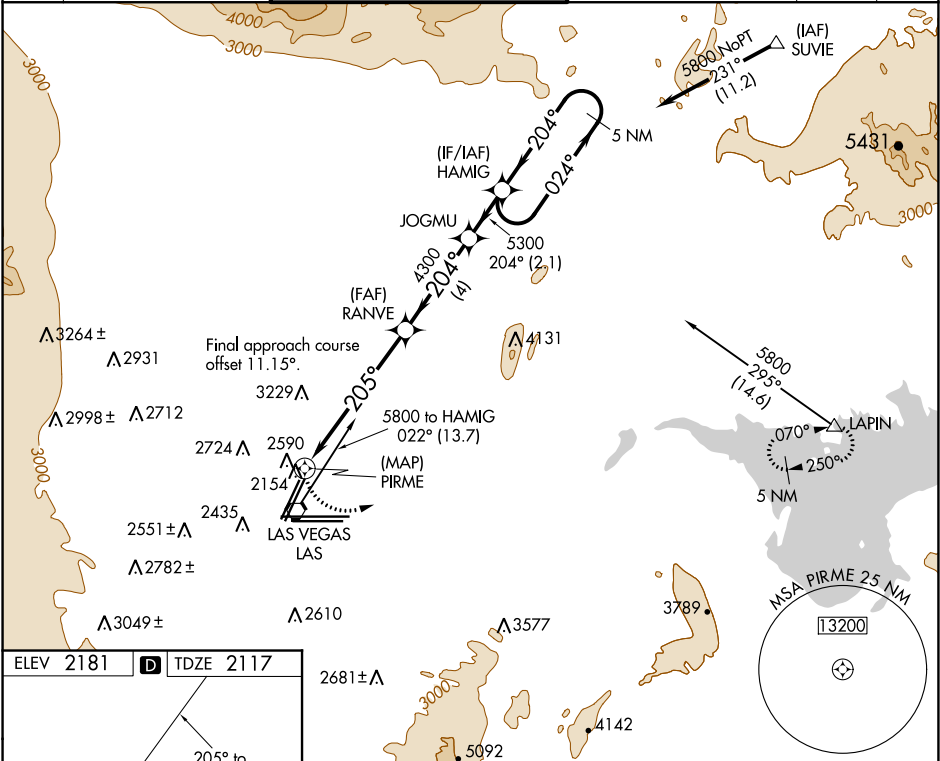 4000
3000
3000
(IAF)
SUVIE
5800 NoPT
231°
(11.2)
5431
3000
204°
5 NM
024°
(IF/IAF)
HAMIG
JOGMU
5300
204° (2.1)
4300
204°
(4)
(FAF)
RANVE
3264 ±
2931
Final approach course
offset 11.15°.
4131
205°
3229
5800
295°
(14.6)
2998 ±
2712
5800 to HAMIG
022° (13.7)
070°
LAPIN
250°
5 NM
3000
2724
2590
(MAP)
PIRME
2154
2435
2551 ±
LAS VEGAS
LAS
2782 ±
MSA PIRME 25 NM
13200
3049 ±
2610
3577
3789
ELEV 2181
D
TDZE 2117
2681 ±
3000
4142
5092
205° to